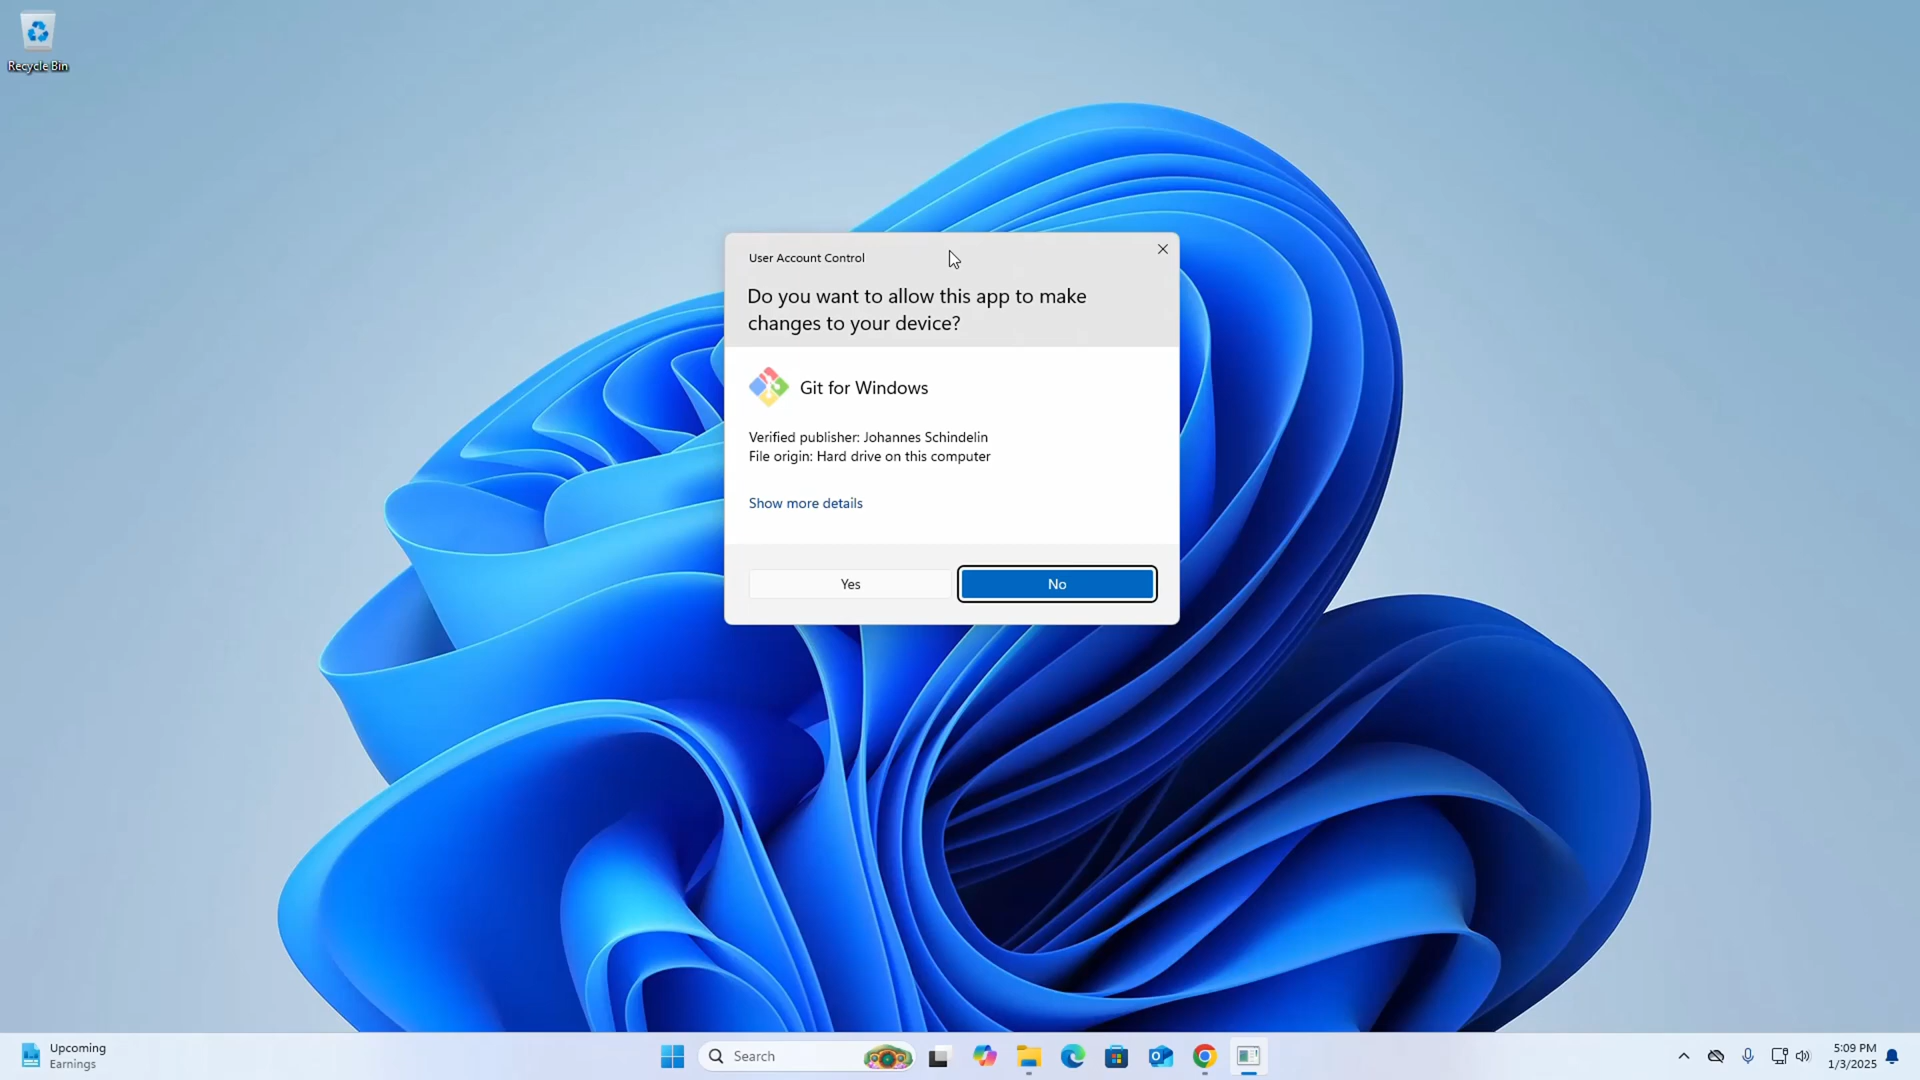 Recycle Bin
User Account Control
Do you want to allow this app to make
changes to your device?
Git for Windows
Verified publisher: Johannes Schindelin
File origin: Hard drive on this computer
Show more details
Yes
No
Upcoming
Earnings
Search
5:09 PM
1/3/2025